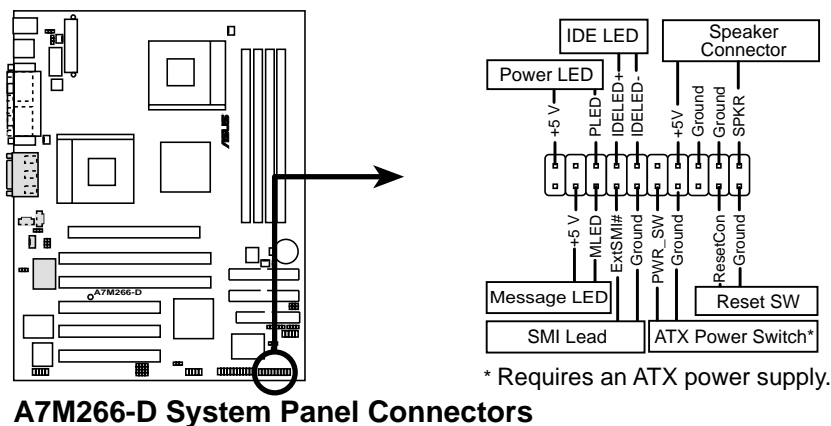 IDE LED
Speaker
Connector
Power LED
+5 V
PLED-
IDELED+
IDELED-
+5V
Ground
Ground
SPKR
ASUS
A7M266-D
+5 V
MLED
ExtSMI#
Ground
PWR_SW
Ground
*ResetCon
Ground
Message LED
Reset SW
SMI Lead
ATX Power Switch*
* Requires an ATX power supply.
A7M266-D System Panel Connectors